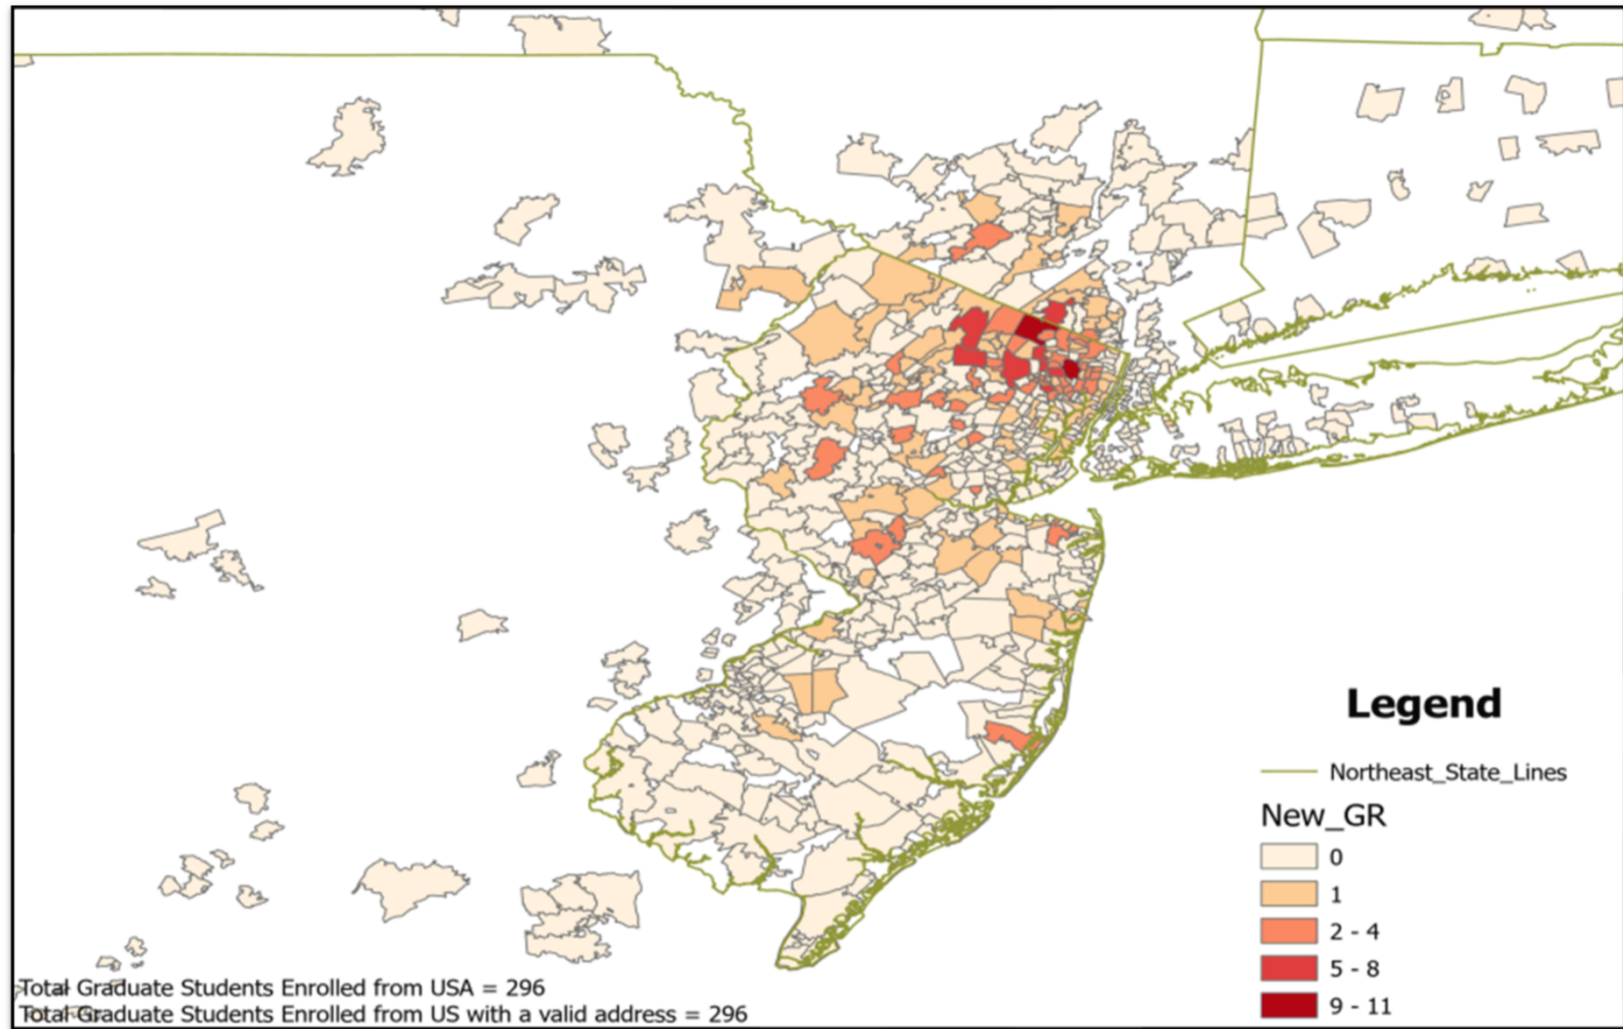 Legend
Northeast_State_Lines
New_GR
0
1
2 - 4
5 - 8
9 - 11
Total Graduate Students Enrolled from USA = 296
Total Graduate Students Enrolled from US with a valid address = 296